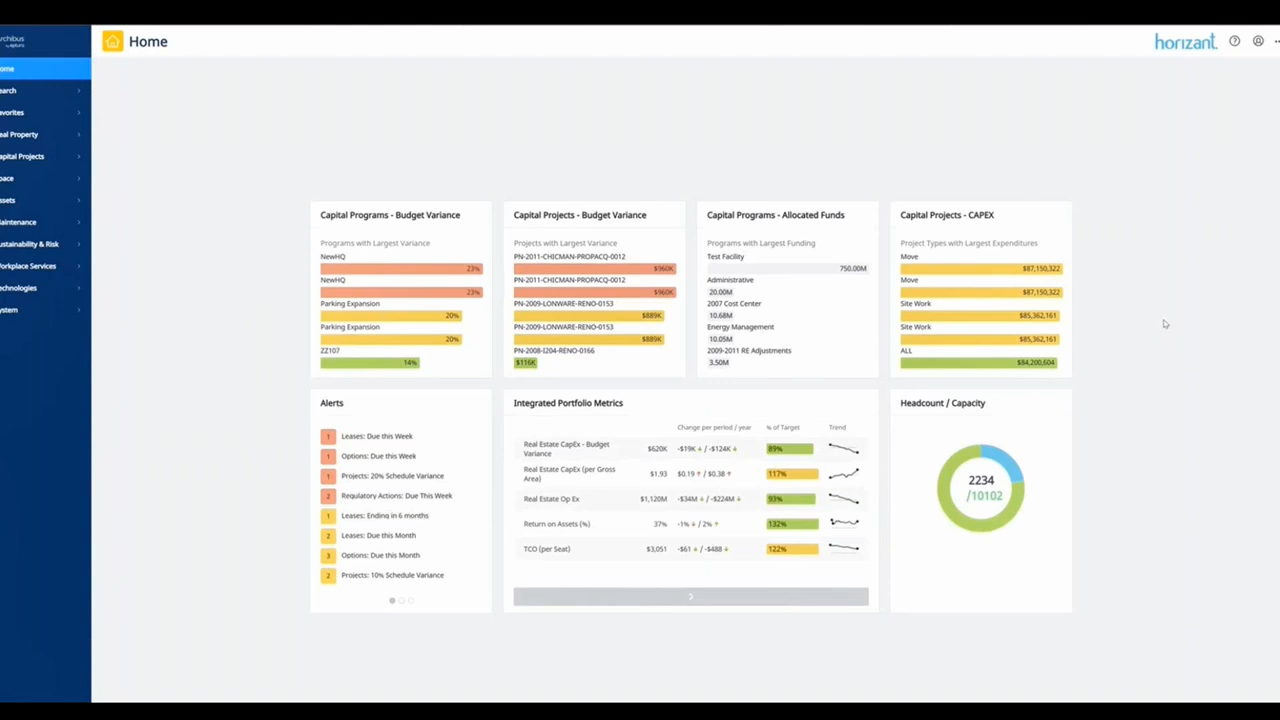 rchibus
by eptura
Home
horizant.
ome
earch
avorites
eal Property
apital Projects
pace
ssets
aintenance
ustainability & Risk
orkplace Services
echnologies
ystem
Capital Programs - Budget Variance
Programs with Largest Variance
NewHQ
23%
NewHQ
23%
Parking Expansion
20%
Parking Expansion
20%
ZZ107
14%
Capital Projects - Budget Variance
Projects with Largest Variance
PN-2011-CHICMAN-PROPACQ-0012
$960K
PN-2011-CHICMAN-PROPACQ-0012
$960K
PN-2009-LONWARE-RENO-0153
$889K
PN-2009-LONWARE-RENO-0153
$889K
PN-2008-I204-RENO-0166
$116K
Capital Programs - Allocated Funds
Programs with Largest Funding
Test Facility
750.00M
Administrative
20.00M
2007 Cost Center
10.68M
Energy Management
10.05M
2009-2011 RE Adjustments
3.50M
Capital Projects - CAPEX
Project Types with Largest Expenditures
Move
$87,150,322
Move
$87,150,322
Site Work
$85,362,161
Site Work
$85,362,161
ALL
$84,200,604
Alerts
1 Leases: Due this Week
1 Options: Due this Week
1 Projects: 20% Schedule Variance
2 Regulatory Actions: Due This Week
1 Leases: Ending in 6 months
2 Leases: Due this Month
3 Options: Due this Month
2 Projects: 10% Schedule Variance
Integrated Portfolio Metrics
Change per period / year % of Target Trend
Real Estate CapEx - Budget
Variance
$620K -$19K / -$124K 89%
Real Estate CapEx (per Gross
Area)
$1.93 $0.19 / $0.38 117%
Real Estate Op Ex $1,120M -$34M / -$224M 93%
Return on Assets (%) 37% -1% / 2% 132%
TCO (per Seat) $3,051 -$61 / -$488 122%
Headcount / Capacity
2234
/10102